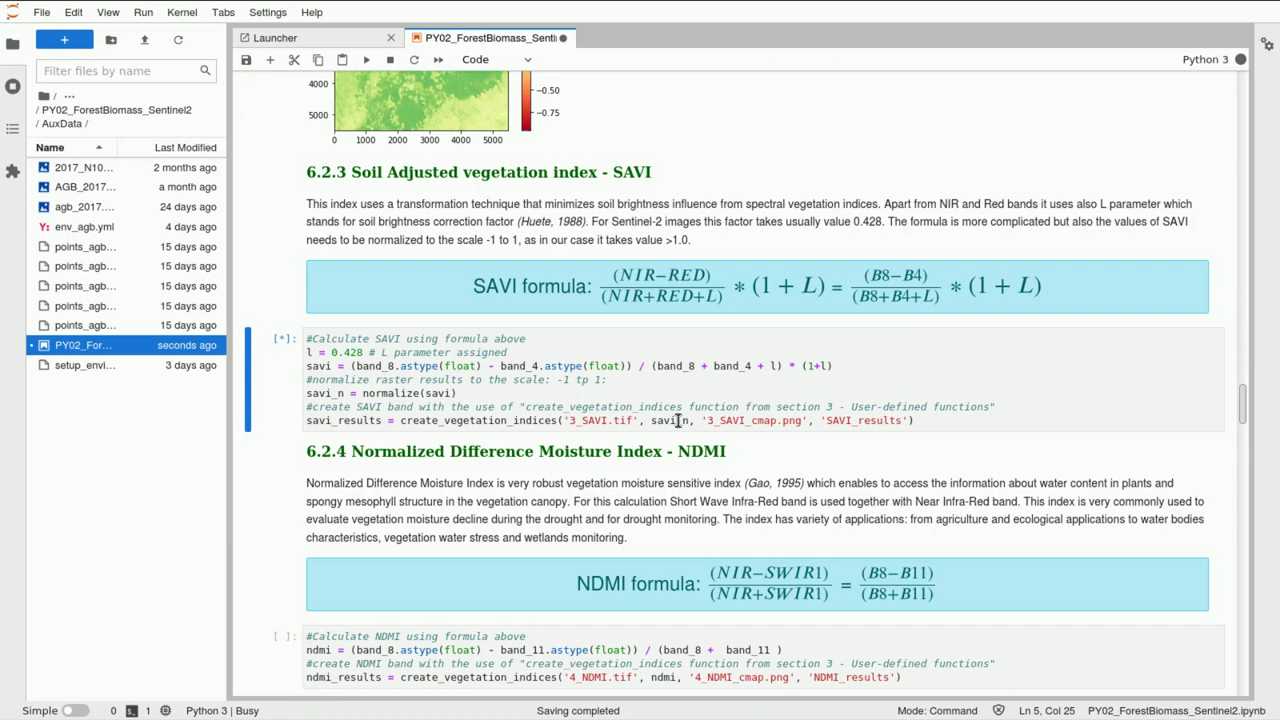 File Edit View Run Kernel Tabs Settings Help
Launcher
PY02_ForestBiomass_Senti
Filter files by name
Code
Python 3
/ ...
/ PY02_ForestBiomass_Sentinel2
/ AuxData /
Name Last Modified
2017_N10... 2 months ago
AGB_2017... a month ago
agb_2017.... 24 days ago
Y: env_agb.yml 4 days ago
points_agb... 15 days ago
points_agb... 15 days ago
points_agb... 15 days ago
points_agb... 15 days ago
points_agb... 15 days ago
PY02_For... seconds ago
setup_envi... 3 days ago
4000
5000
0 1000 2000 3000 4000 5000
−0.50
−0.75
6.2.3 Soil Adjusted vegetation index - SAVI
This index uses a transformation technique that minimizes soil brightness influence from spectral vegetation indices. Apart from NIR and Red bands it uses also L parameter which
stands for soil brightness correction factor (Huete, 1988). For Sentinel-2 images this factor takes usually value 0.428. The formula is more complicated but also the values of SAVI
needs to be normalized to the scale -1 to 1, as in our case it takes value >1.0.
SAVI formula: (NIR−RED)/(NIR+RED+L) ∗ (1 + L) = (B8−B4)/(B8+B4+L) ∗ (1 + L)
[*]: #Calculate SAVI using formula above
l = 0.428 # L parameter assigned
savi = (band_8.astype(float) - band_4.astype(float)) / (band_8 + band_4 + l) * (1+l)
#normalize raster results to the scale: -1 tp 1:
savi_n = normalize(savi)
#create SAVI band with the use of "create_vegetation_indices function from section 3 - User-defined functions"
savi_results = create_vegetation_indices('3_SAVI.tif', savi_n, '3_SAVI_cmap.png', 'SAVI_results')
6.2.4 Normalized Difference Moisture Index - NDMI
Normalized Difference Moisture Index is very robust vegetation moisture sensitive index (Gao, 1995) which enables to access the information about water content in plants and
spongy mesophyll structure in the vegetation canopy. For this calculation Short Wave Infra-Red band is used together with Near Infra-Red band. This index is very commonly used to
evaluate vegetation moisture decline during the drought and for drought monitoring. The index has variety of applications: from agriculture and ecological applications to water bodies
characteristics, vegetation water stress and wetlands monitoring.
NDMI formula: (NIR−SWIR1)/(NIR+SWIR1) = (B8−B11)/(B8+B11)
[ ]: #Calculate NDMI using formula above
ndmi = (band_8.astype(float) - band_11.astype(float)) / (band_8 +  band_11 )
#create NDMI band with the use of "create_vegetation_indices function from section 3 - User-defined functions"
ndmi_results = create_vegetation_indices('4_NDMI.tif', ndmi, '4_NDMI_cmap.png', 'NDMI_results')
Simple 0 1 Python 3 | Busy Saving completed Mode: Command Ln 5, Col 25 PY02_ForestBiomass_Sentinel2.ipynb